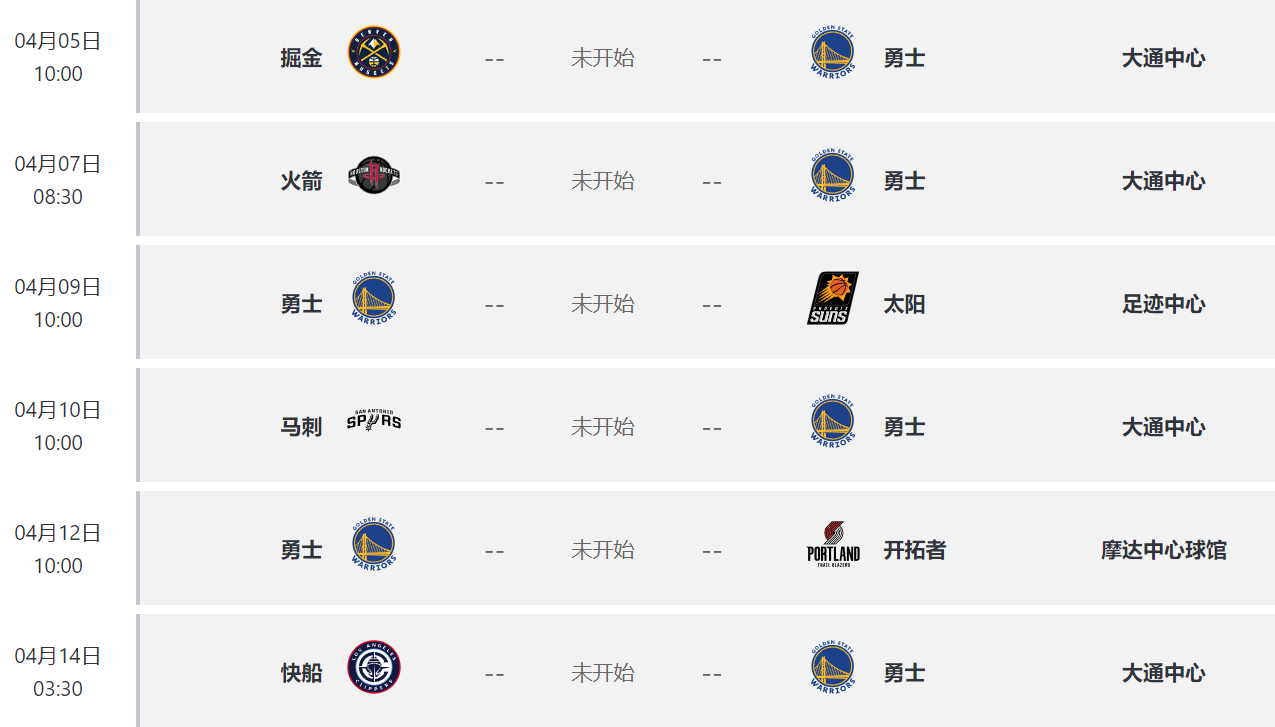 04月05日
10:00
掘金
DENVER
NUGGETS
--
未开始
--
GOLDEN STATE
WARRIORS
勇士
大通中心
04月07日
08:30
火箭
HOUSTON ROCKETS
--
未开始
--
GOLDEN STATE
WARRIORS
勇士
大通中心
04月09日
10:00
勇士
GOLDEN STATE
WARRIORS
--
未开始
--
PHOENIX
SUNS
太阳
足迹中心
04月10日
10:00
马刺
SAN ANTONIO
SPURS
--
未开始
--
GOLDEN STATE
WARRIORS
勇士
大通中心
04月12日
10:00
勇士
GOLDEN STATE
WARRIORS
--
未开始
--
PORTLAND
TRAIL BLAZERS
开拓者
摩达中心球馆
04月14日
03:30
快船
LOS ANGELES
CLIPPERS
--
未开始
--
GOLDEN STATE
WARRIORS
勇士
大通中心